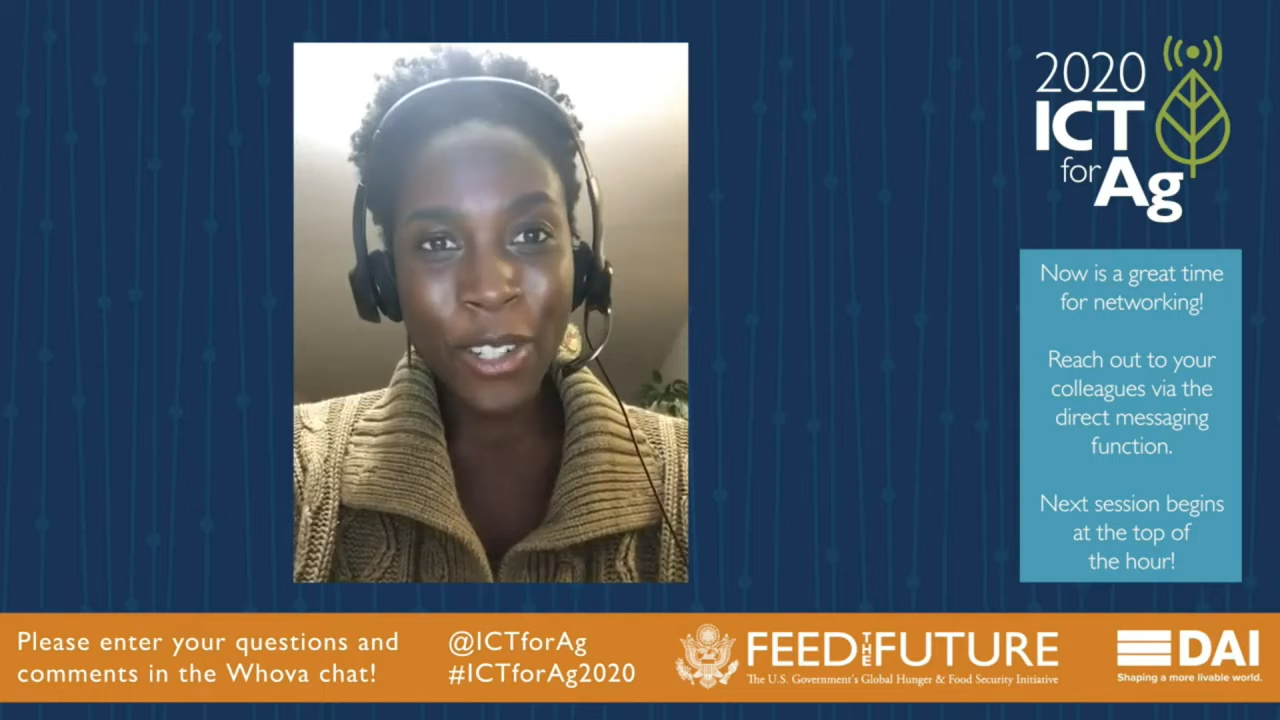 2020
ICT
for Ag
Now is a great time
for networking!
Reach out to your
colleagues via the
direct messaging
function.
Next session begins
at the top of
the hour!
Please enter your questions and
comments in the Whova chat!
@ICTforAg
#ICTforAg2020
FEED THE FUTURE
The U.S. Government's Global Hunger & Food Security Initiative
DAI
Shaping a more livable world.